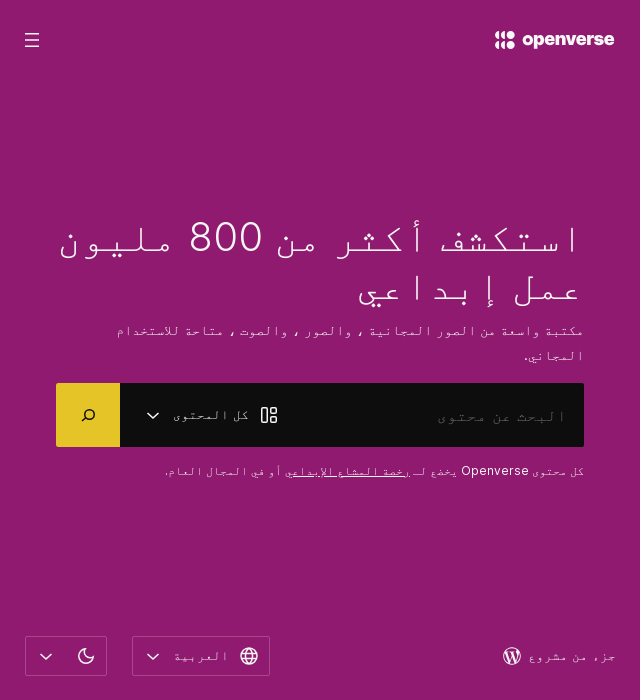 openverse
استكشف أكثر من 800 مليون
عمل إبداعي
مكتبة واسعة من الصور المجانية ، والصور ، والصوت ، متاحة للاستخدام
المجاني.
البحث عن محتوى
كل المحتوى
كل محتوى Openverse يخضع لـ رخصة المشاع الإبداعي أو في المجال العام.
جزء من مشروع
العربية